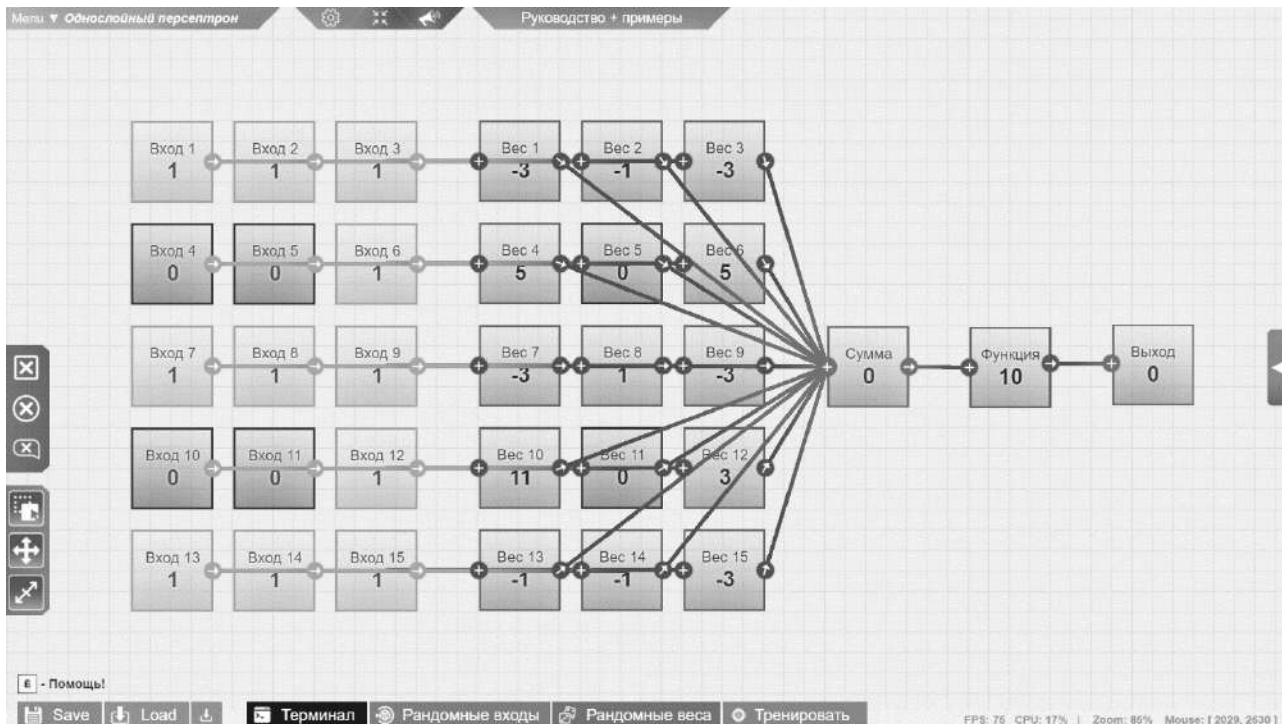 Menu ▼ Однослойный персептрон
Руководство + примеры
Вход 1 Вход 2 Вход 3 Вес 1 Вес 2 Вес 3
1 1 1 -3 -1 -3
Вход 4 Вход 5 Вход 6 Вес 4 Вес 5 Вес 6
0 0 1 5 0 5
Вход 7 Вход 8 Вход 9 Вес 7 Вес 8 Вес 9 Сумма Функция Выход
1 1 1 -3 1 -3 0 10 0
Вход 10 Вход 11 Вход 12 Вес 10 Вес 11 Вес 12
0 0 1 11 0 3
Вход 13 Вход 14 Вход 15 Вес 13 Вес 14 Вес 15
1 1 1 -1 -1 -3
- Помощь!
Save Load Терминал Рандомные входы Рандомные веса Тренировать
FPS: 75 CPU: 17% | Zoom: 85% Mouse: [ 2029, 2536 ]